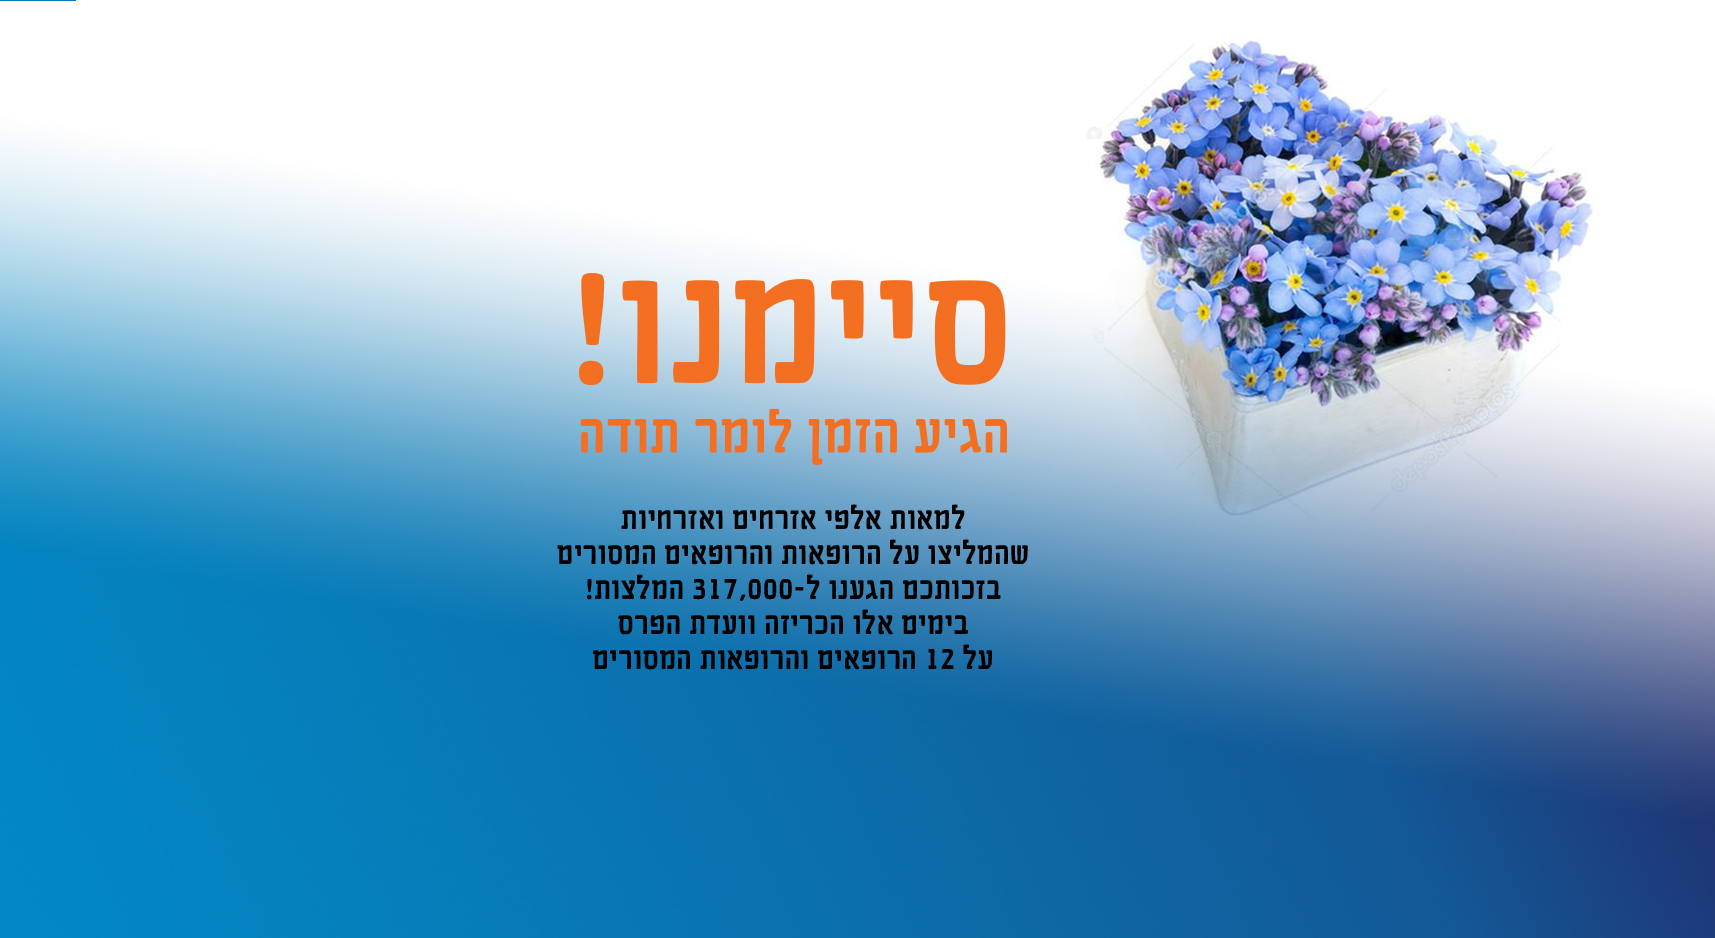 סיימנו!
הגיע הזמן לומר תודה
למאות אלפי אזרחים ואזרחיות
שהמליצו על הרופאות והרופאים המסורים
בזכותכם הגענו ל-317,000 המלצות!
בימים אלו הכריזה וועדת הפרס
על 12 הרופאים והרופאות המסורים
depositphotos